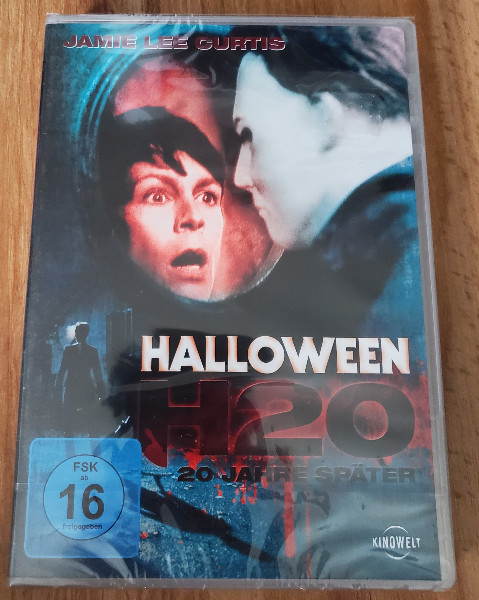 JAMIE LEE CURTIS
HALLOWEEN
H20
20 JAHRE SPÄTER
FSK
ab
16
freigegeben
KINOWELT